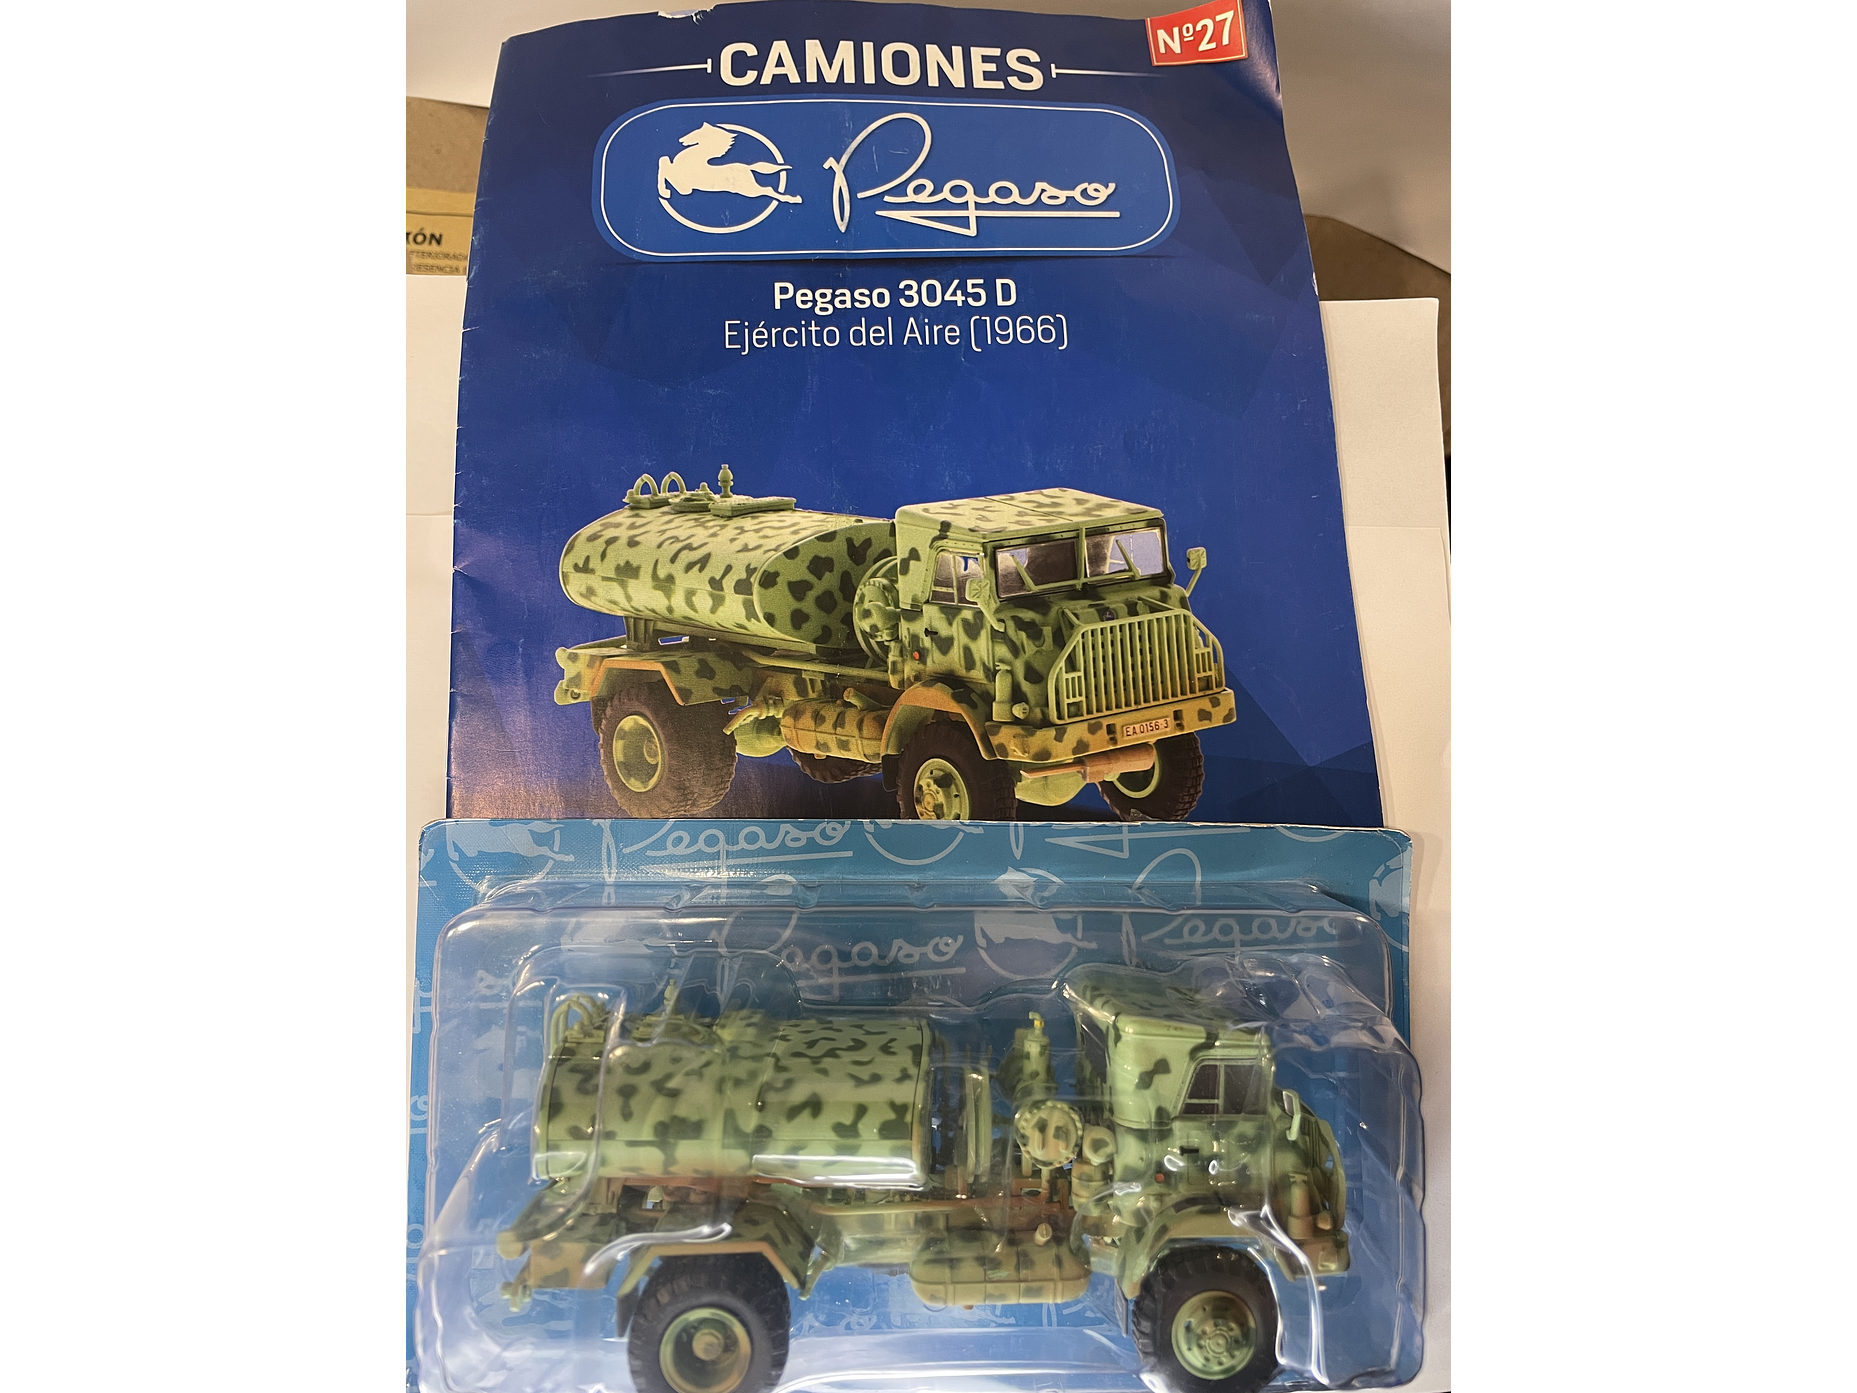 Nº27
CAMIONES
Pegaso
Pegaso 3045 D
Ejército del Aire (1966)
EA 0156-3
Pegaso
Pegaso
Pegaso